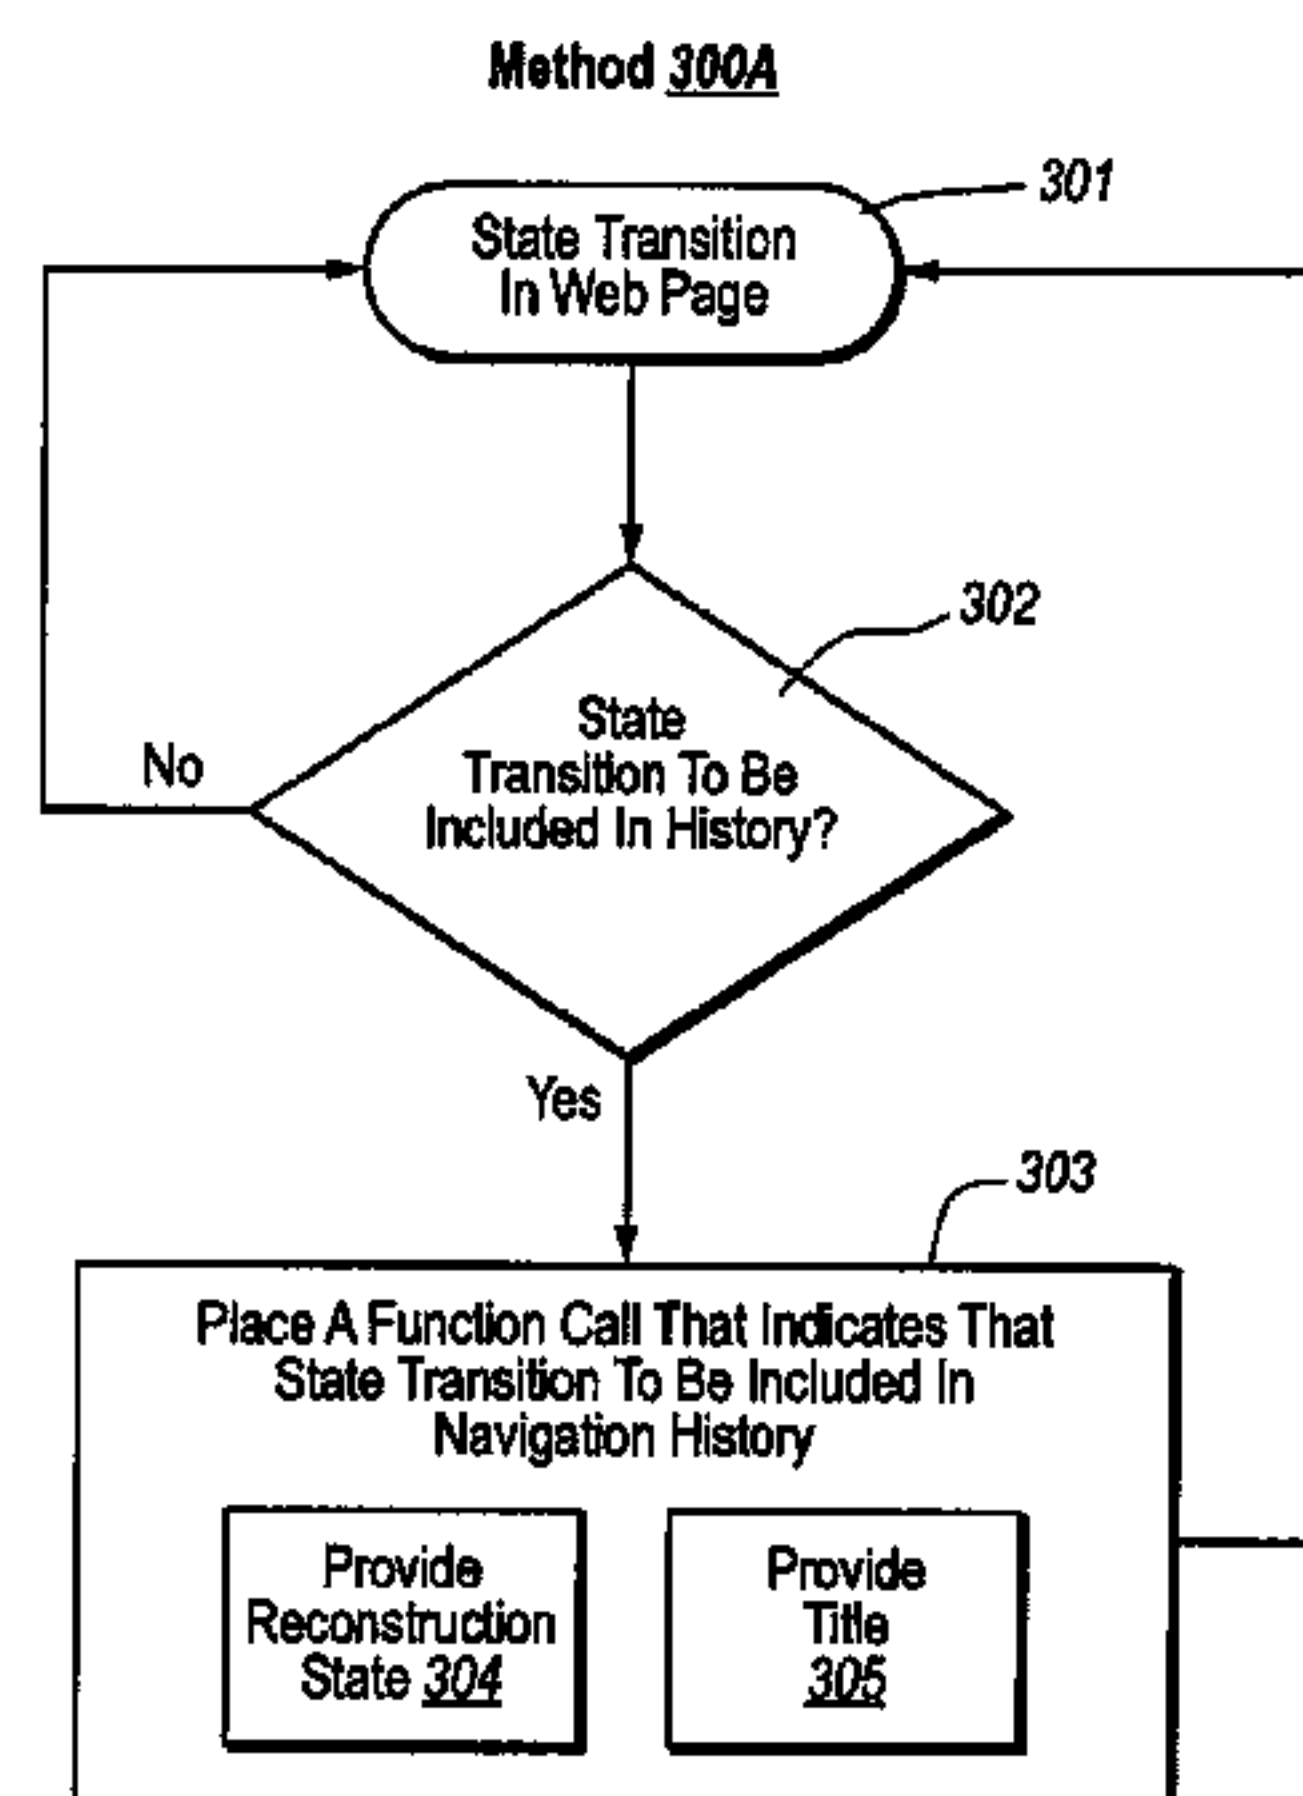 Method 300A
301
State Transition
In Web Page
302
State
Transition To Be
Included In History?
No
Yes
303
Place A Function Call That Indicates That
State Transition To Be Included In
Navigation History
Provide
Reconstruction
State 304
Provide
Title
305